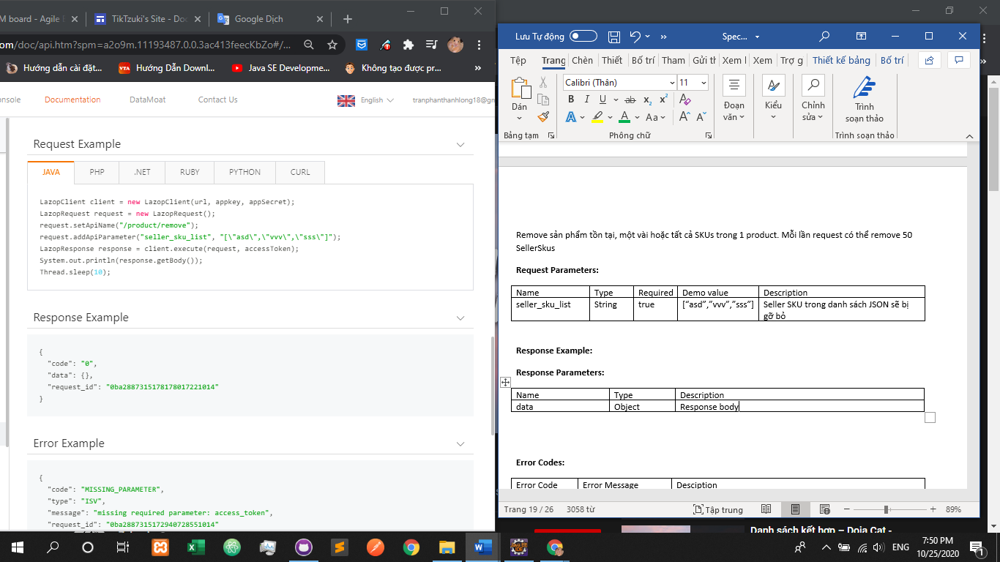 M board - Agile
TikTzuki's Site - Doc
Google Dịch
om/doc/api.htm?spm=a2o9m.11193487.0.0.3ac413feecKbZo#/...
Hướng dẫn cài đặt...
Hướng Dẫn Downl...
Java SE Developme...
Không tạo được pr...
»
onsole
Documentation
DataMoat
Contact Us
English
tranphanthanhlong18@gm
Request Example
JAVA
PHP
.NET
RUBY
PYTHON
CURL
LazopClient client = new LazopClient(url, appkey, appSecret);
LazopRequest request = new LazopRequest();
request.setApiName("/product/remove");
request.addApiParameter("seller_sku_list", "[\"asd\",\"vvv\",\"sss\"]");
LazopResponse response = client.execute(request, accessToken);
System.out.println(response.getBody());
Thread.sleep(10);
Response Example
{
"code": "0",
"data": {},
"request_id": "0ba2887315178178017221014"
}
Error Example
{
"code": "MISSING_PARAMETER",
"type": "ISV",
"message": "missing required parameter: access_token",
"request_id": "0ba2887315172940728551014"
Lưu Tự động
»
Spec...
Tệp
Trang
Chèn
Thiết
Bố trí
Tham
Gửi th
Xem l
Xem
Trợ g
Thiết kế bảng
Bố trí
Dán
Calibri (Thân)
11
B I U ab x₂ x²
A A Aa A A
Đoạn
văn
Kiểu
Chỉnh
sửa
Trình
soạn thảo
Bảng tạm
Phông chữ
Trình soạn thảo
Remove sản phẩm tồn tại, một vài hoặc tất cả SKUs trong 1 product. Mỗi lần request có thể remove 50
SellerSkus
Request Parameters:
Name Type Required Demo value Description
seller_sku_list String true [“asd”,”vvv”,”sss”] Seller SKU trong danh sách JSON sẽ bị
gỡ bỏ
Response Example:
Response Parameters:
Name Type Description
data Object Response body
Error Codes:
Error Code Error Message Desciption
Trang 19 / 26
3058 từ
Tập trung
89%
Danh sách kết hợp – Doja Cat -
ENG
7:50 PM
10/25/2020
1